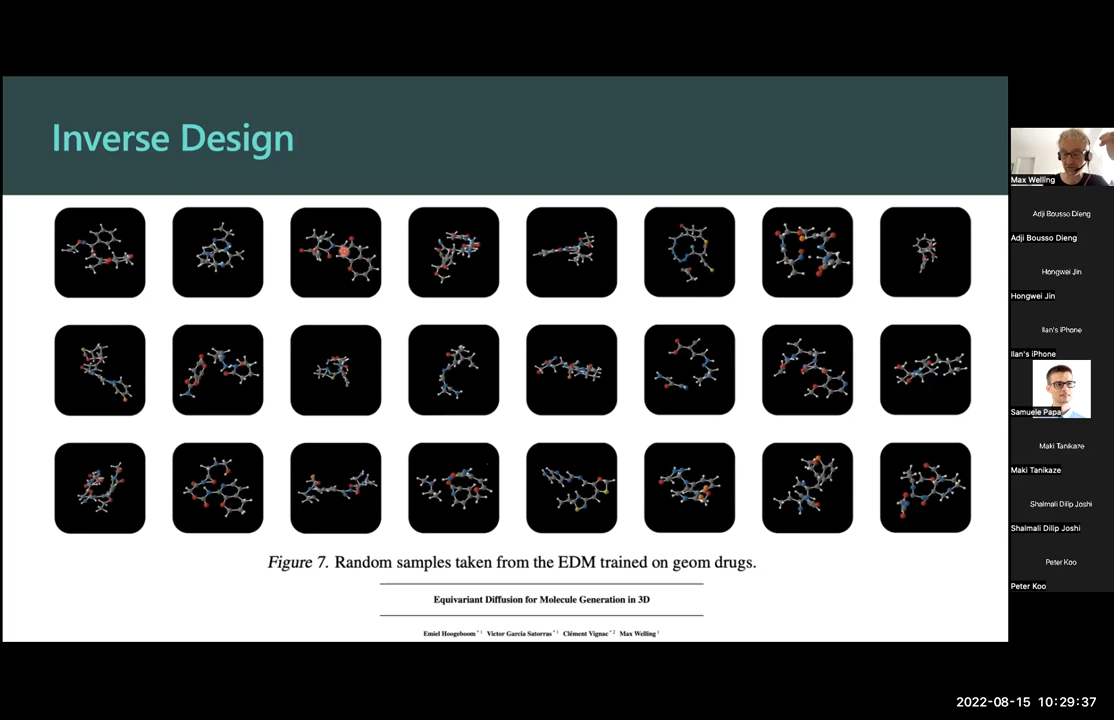 Inverse Design
Figure 7. Random samples taken from the EDM trained on geom drugs.
Equivariant Diffusion for Molecule Generation in 3D
Emiel Hoogeboom * 1 Victor Garcia Satorras * 1 Clément Vignac * 2 Max Welling 1
Max Welling
Adji Bousso Dieng
Adji Bousso Dieng
Hongwei Jin
Hongwei Jin
Ilan's iPhone
Ilan's iPhone
Samuele Papa
Maki Tanikaze
Maki Tanikaze
Shalmali Dilip Joshi
Shalmali Dilip Joshi
Peter Koo
Peter Koo
2022-08-15 10:29:37